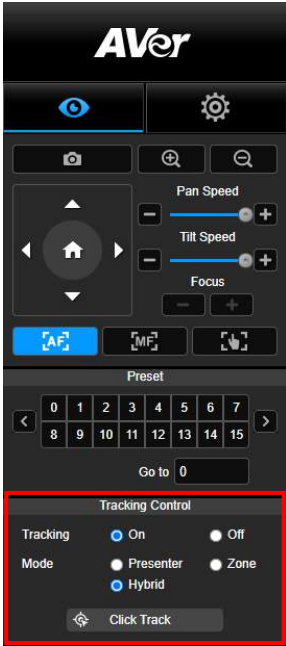 AVer
Pan Speed
Tilt Speed
Focus
AF MF
Preset
0 1 2 3 4 5 6 7
8 9 10 11 12 13 14 15
Go to 0
Tracking Control
Tracking On Off
Mode Presenter Zone
Hybrid
Click Track